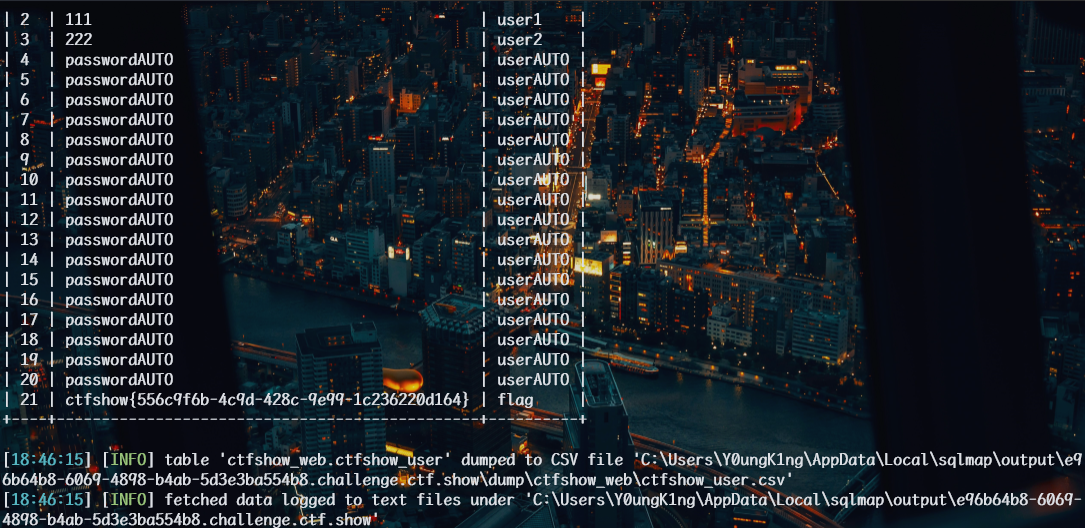 | 2  | 111                                           | user1    |
| 3  | 222                                           | user2    |
| 4  | passwordAUTO                                  | userAUTO |
| 5  | passwordAUTO                                  | userAUTO |
| 6  | passwordAUTO                                  | userAUTO |
| 7  | passwordAUTO                                  | userAUTO |
| 8  | passwordAUTO                                  | userAUTO |
| 9  | passwordAUTO                                  | userAUTO |
| 10 | passwordAUTO                                  | userAUTO |
| 11 | passwordAUTO                                  | userAUTO |
| 12 | passwordAUTO                                  | userAUTO |
| 13 | passwordAUTO                                  | userAUTO |
| 14 | passwordAUTO                                  | userAUTO |
| 15 | passwordAUTO                                  | userAUTO |
| 16 | passwordAUTO                                  | userAUTO |
| 17 | passwordAUTO                                  | userAUTO |
| 18 | passwordAUTO                                  | userAUTO |
| 19 | passwordAUTO                                  | userAUTO |
| 20 | passwordAUTO                                  | userAUTO |
| 21 | ctfshow{556c9f6b-4c9d-428c-9e99-1c236220d164} | flag     |
+----+-----------------------------------------------+----------+
[18:46:15] [INFO] table 'ctfshow_web.ctfshow_user' dumped to CSV file 'C:\Users\Y0ungK1ng\AppData\Local\sqlmap\output\e9
6b64b8-6069-4898-b4ab-5d3e3ba554b8.challenge.ctf.show\dump\ctfshow_web\ctfshow_user.csv'
[18:46:15] [INFO] fetched data logged to text files under 'C:\Users\Y0ungK1ng\AppData\Local\sqlmap\output\e96b64b8-6069-
4898-b4ab-5d3e3ba554b8.challenge.ctf.show'